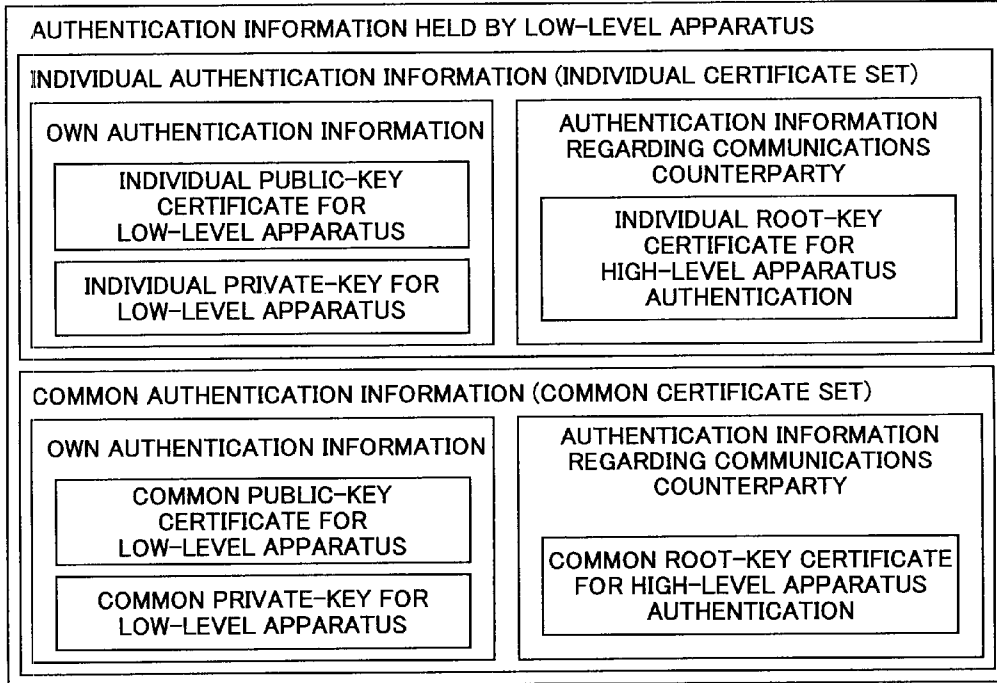 AUTHENTICATION INFORMATION HELD BY LOW-LEVEL APPARATUS
INDIVIDUAL AUTHENTICATION INFORMATION (INDIVIDUAL CERTIFICATE SET)
OWN AUTHENTICATION INFORMATION
INDIVIDUAL PUBLIC-KEY
CERTIFICATE FOR
LOW-LEVEL APPARATUS
INDIVIDUAL PRIVATE-KEY FOR
LOW-LEVEL APPARATUS
AUTHENTICATION INFORMATION
REGARDING COMMUNICATIONS
COUNTERPARTY
INDIVIDUAL ROOT-KEY
CERTIFICATE FOR
HIGH-LEVEL APPARATUS
AUTHENTICATION
COMMON AUTHENTICATION INFORMATION (COMMON CERTIFICATE SET)
OWN AUTHENTICATION INFORMATION
COMMON PUBLIC-KEY
CERTIFICATE FOR
LOW-LEVEL APPARATUS
COMMON PRIVATE-KEY FOR
LOW-LEVEL APPARATUS
AUTHENTICATION INFORMATION
REGARDING COMMUNICATIONS
COUNTERPARTY
COMMON ROOT-KEY CERTIFICATE
FOR HIGH-LEVEL APPARATUS
AUTHENTICATION